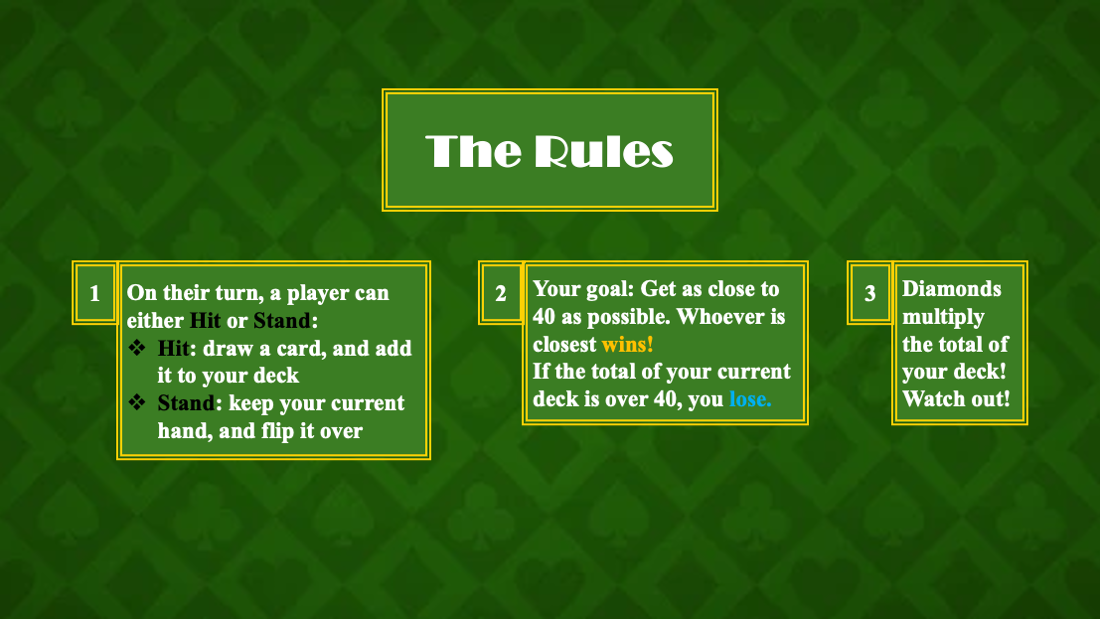 The Rules
1
On their turn, a player can
either Hit or Stand:
❖ Hit: draw a card, and add
it to your deck
❖ Stand: keep your current
hand, and flip it over
2
Your goal: Get as close to
40 as possible. Whoever is
closest wins!
If the total of your current
deck is over 40, you lose.
3
Diamonds
multiply
the total of
your deck!
Watch out!